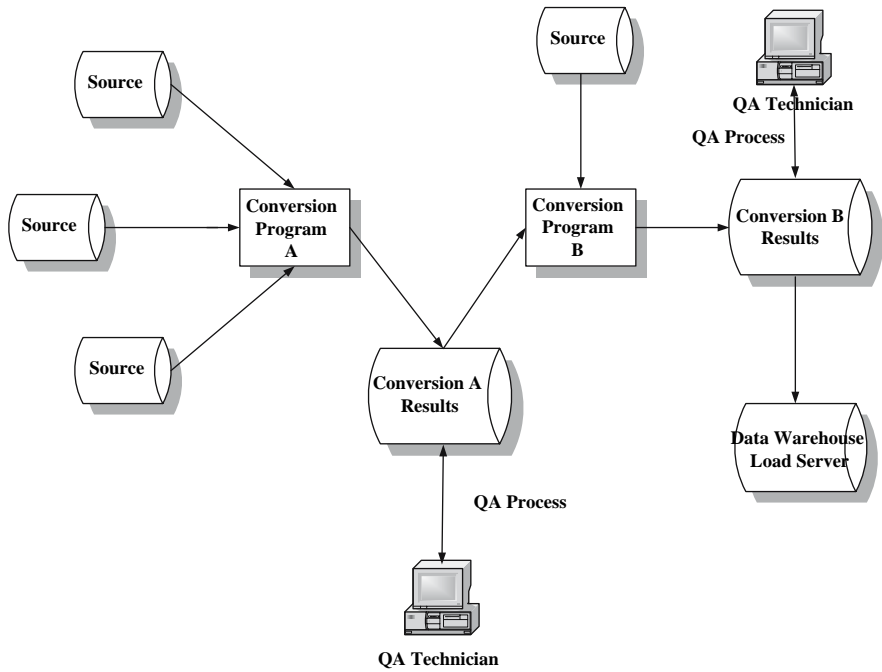 Source
Source
QA Technician
QA Process
Source
Conversion
Program
A
Conversion
Program
B
Conversion B
Results
Source
Conversion A
Results
Data Warehouse
Load Server
QA Process
QA Technician